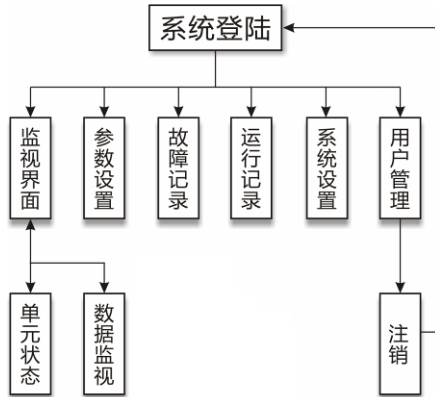 系统登陆
监视界面
参数设置
故障记录
运行记录
系统设置
用户管理
单元状态
数据监视
注销